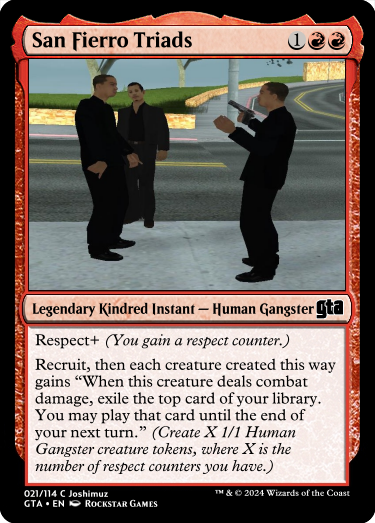 San Fierro Triads 1
Legendary Kindred Instant — Human Gangster gta
Respect+ (You gain a respect counter.)
Recruit, then each creature created this way
gains “When this creature deals combat
damage, exile the top card of your library.
You may play that card until the end of
your next turn.” (Create X 1/1 Human
Gangster creature tokens, where X is the
number of respect counters you have.)
021/114 C Joshimuz ™ & © 2024 Wizards of the Coast
GTA • EN Rockstar Games